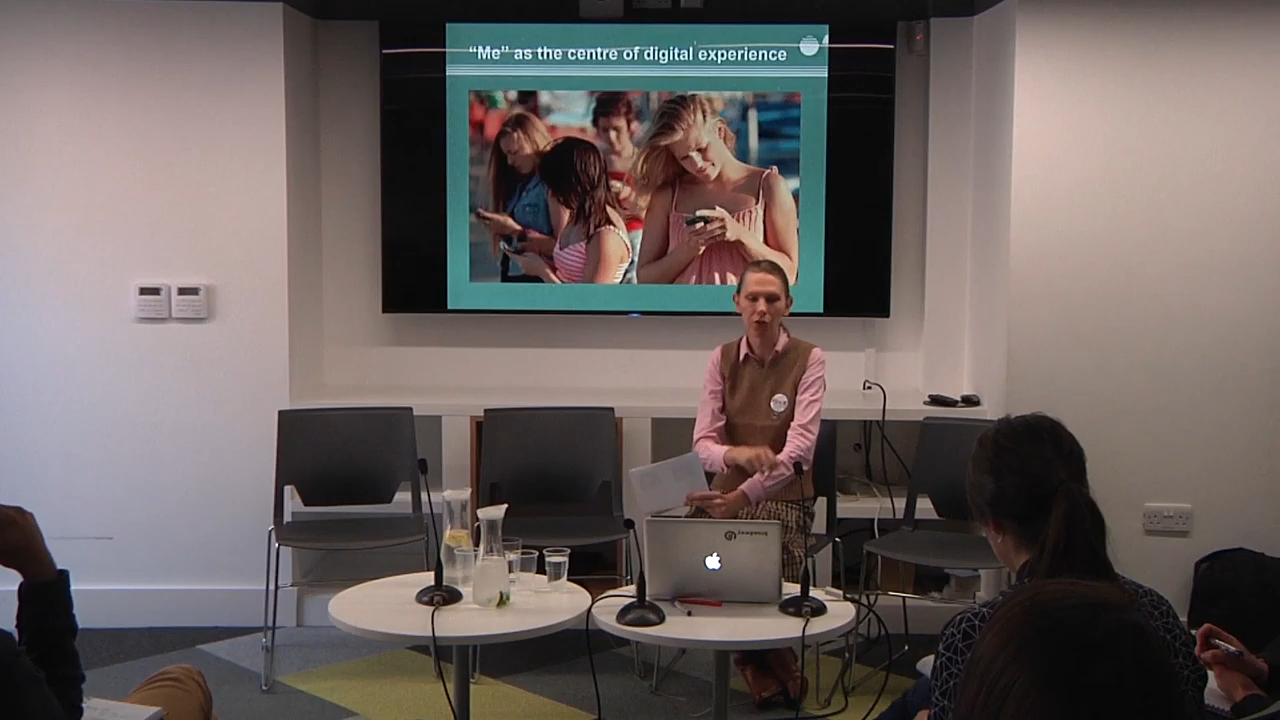 “Me” as the centre of digital experience